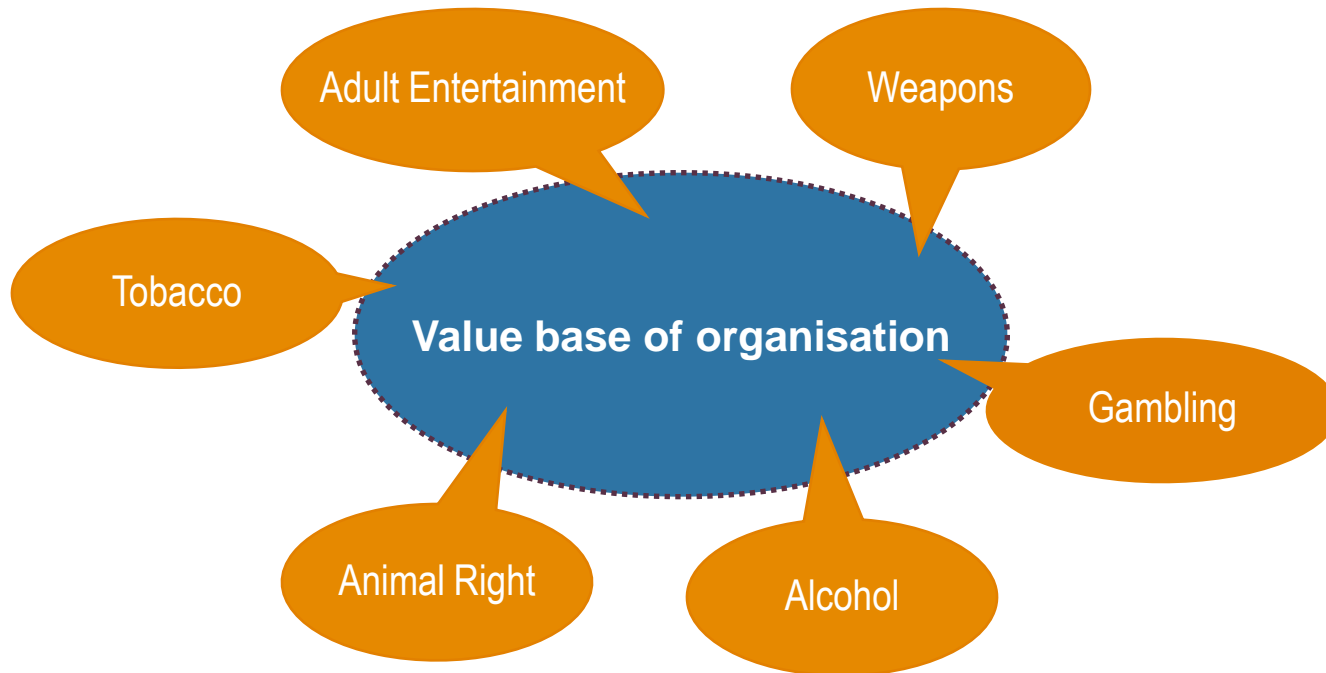 Adult Entertainment
Weapons
Tobacco
Value base of organisation
Gambling
Animal Right
Alcohol